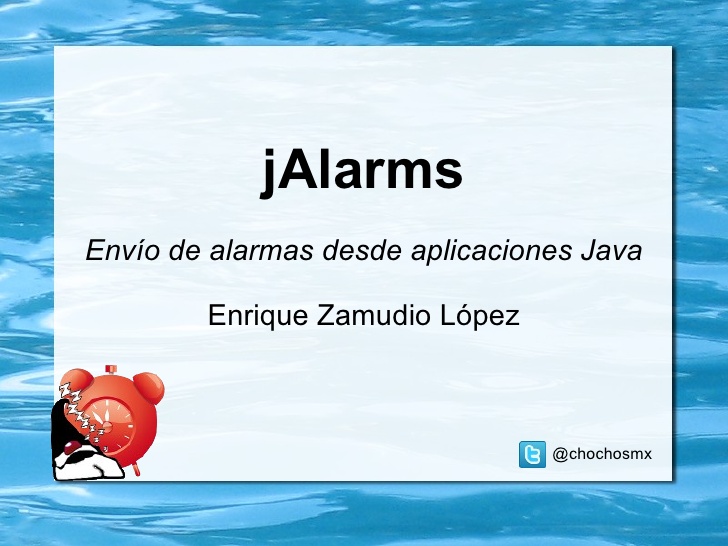 jAlarms
Envío de alarmas desde aplicaciones Java
Enrique Zamudio López
@chochosmx